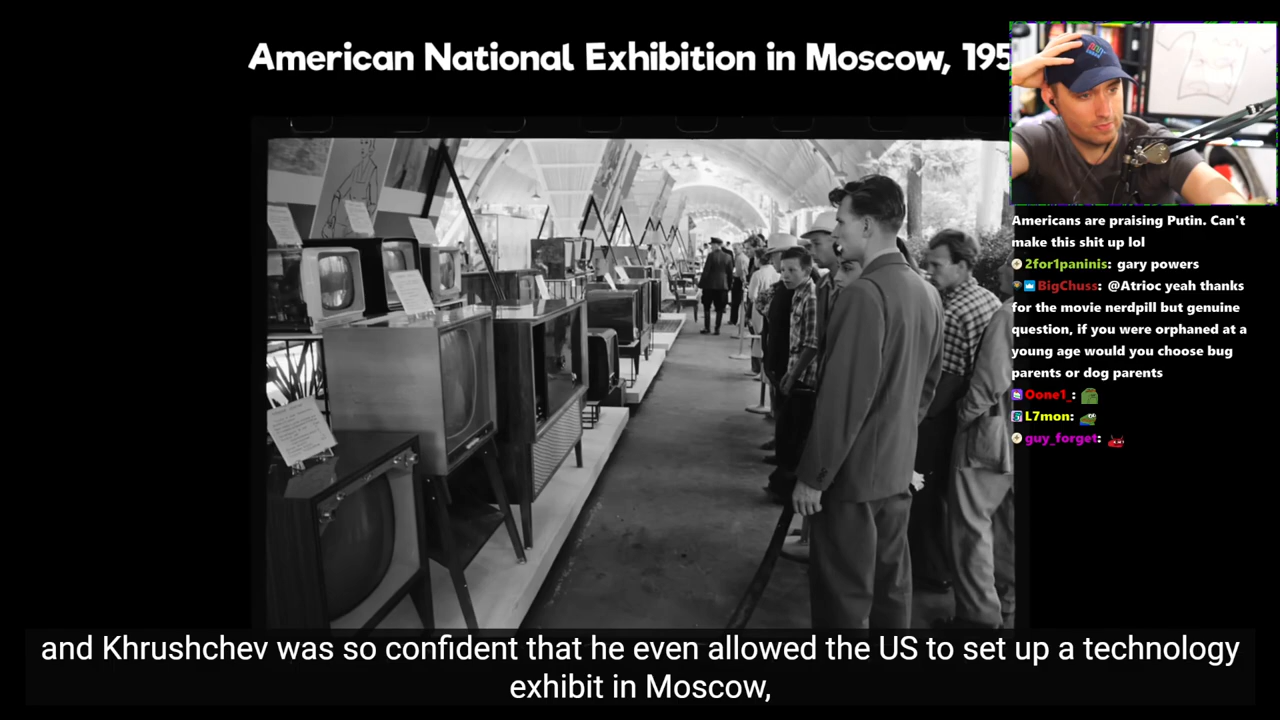 American National Exhibition in Moscow, 195
Americans are praising Putin. Can't
make this shit up lol
2for1paninis: gary powers
BigChuss: @Atrioc yeah thanks
for the movie nerdpill but genuine
question, if you were orphaned at a
young age would you choose bug
parents or dog parents
Oone1_:
L7mon:
guy_forget:
and Khrushchev was so confident that he even allowed the US to set up a technology
exhibit in Moscow,